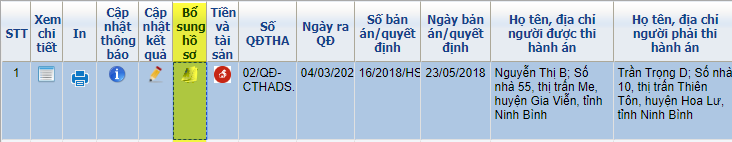 STT
Xem chi tiết
In
Cập nhật thông báo
Cập nhật kết quả
Bổ sung hồ sơ
Tiền và tài sản
Số QĐTHA
Ngày ra QĐ
Số bản án/quyết định
Ngày bản án/quyết định
Họ tên, địa chỉ người được thi hành án
Họ tên, địa chỉ người phải thi hành án
1
02/QĐ-
CTHADS.
04/03/202
16/2018/HS
23/05/2018
Nguyễn Thị B; Số
nhà 55, thị trấn Me,
huyện Gia Viễn, tỉnh
Ninh Bình
Trần Trọng D; Số nhà
10, thị trấn Thiên
Tôn, huyện Hoa Lư,
tỉnh Ninh Bình